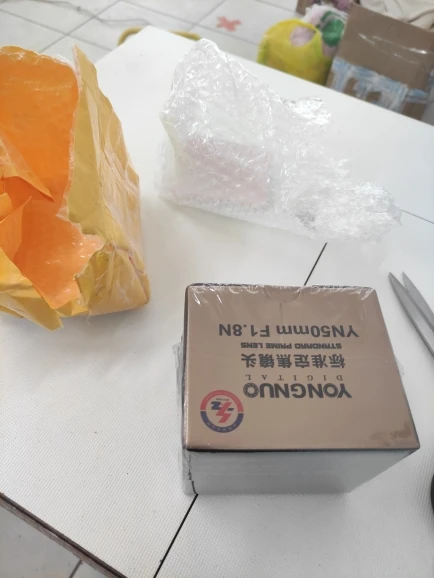 YONGNUO
DIGITAL
标准定焦镜头
STANDARD PRIME LENS
YN50mm F1.8N